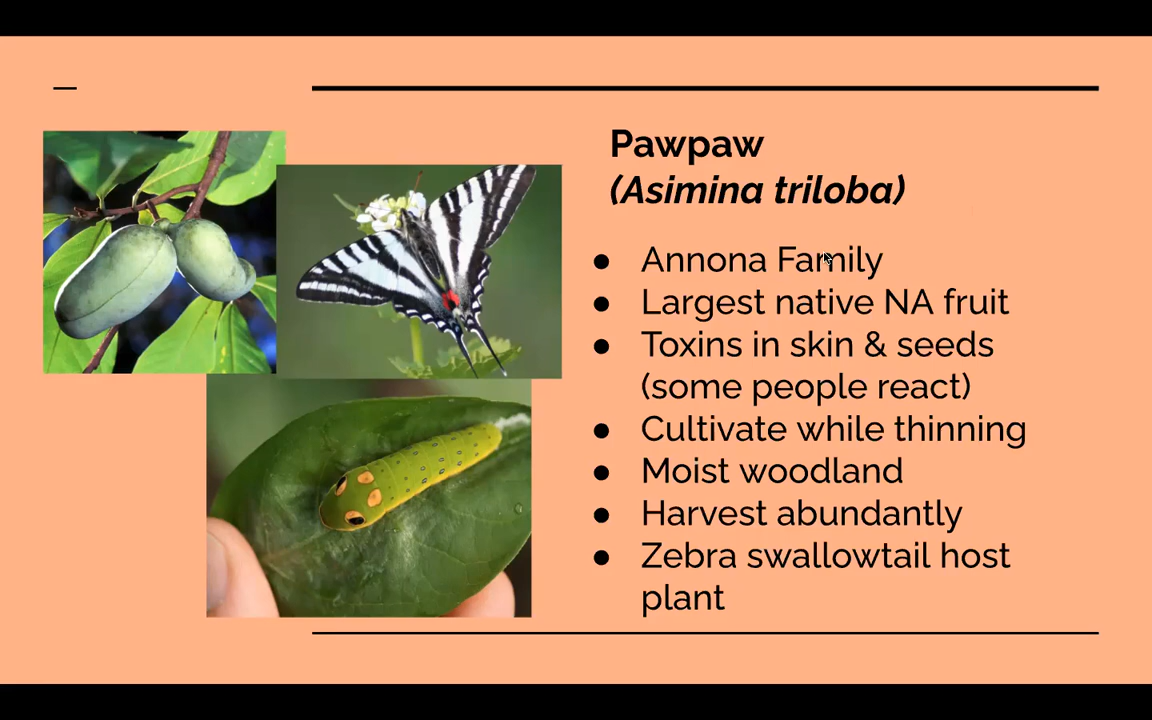 Pawpaw
(Asimina triloba)
● Annona Family
● Largest native NA fruit
● Toxins in skin & seeds
(some people react)
● Cultivate while thinning
● Moist woodland
● Harvest abundantly
● Zebra swallowtail host
plant